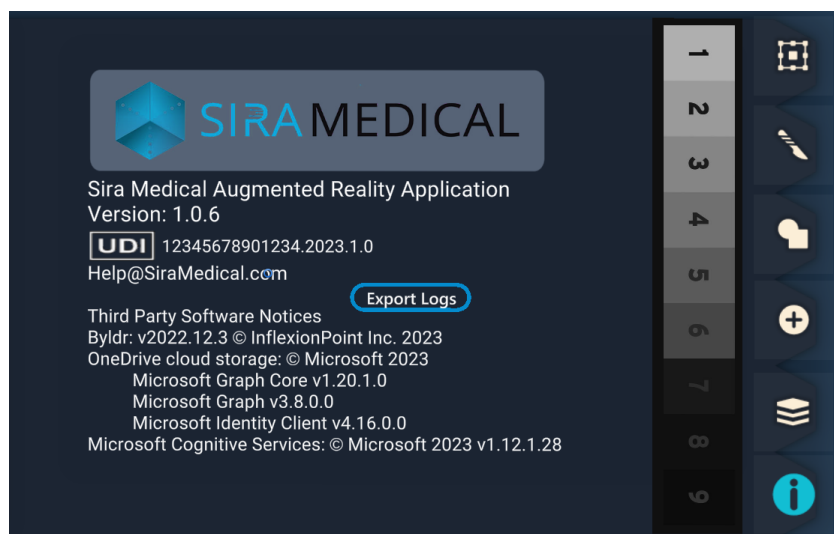 SIRA MEDICAL
Sira Medical Augmented Reality Application
Version: 1.0.6
UDI 12345678901234.2023.1.0
Help@SiraMedical.com
Export Logs
Third Party Software Notices
Byldr: v2022.12.3 © InflexionPoint Inc. 2023
OneDrive cloud storage: © Microsoft 2023
Microsoft Graph Core v1.20.1.0
Microsoft Graph v3.8.0.0
Microsoft Identity Client v4.16.0.0
Microsoft Cognitive Services: © Microsoft 2023 v1.12.1.28
1
2
3
4
5
6
7
8
9